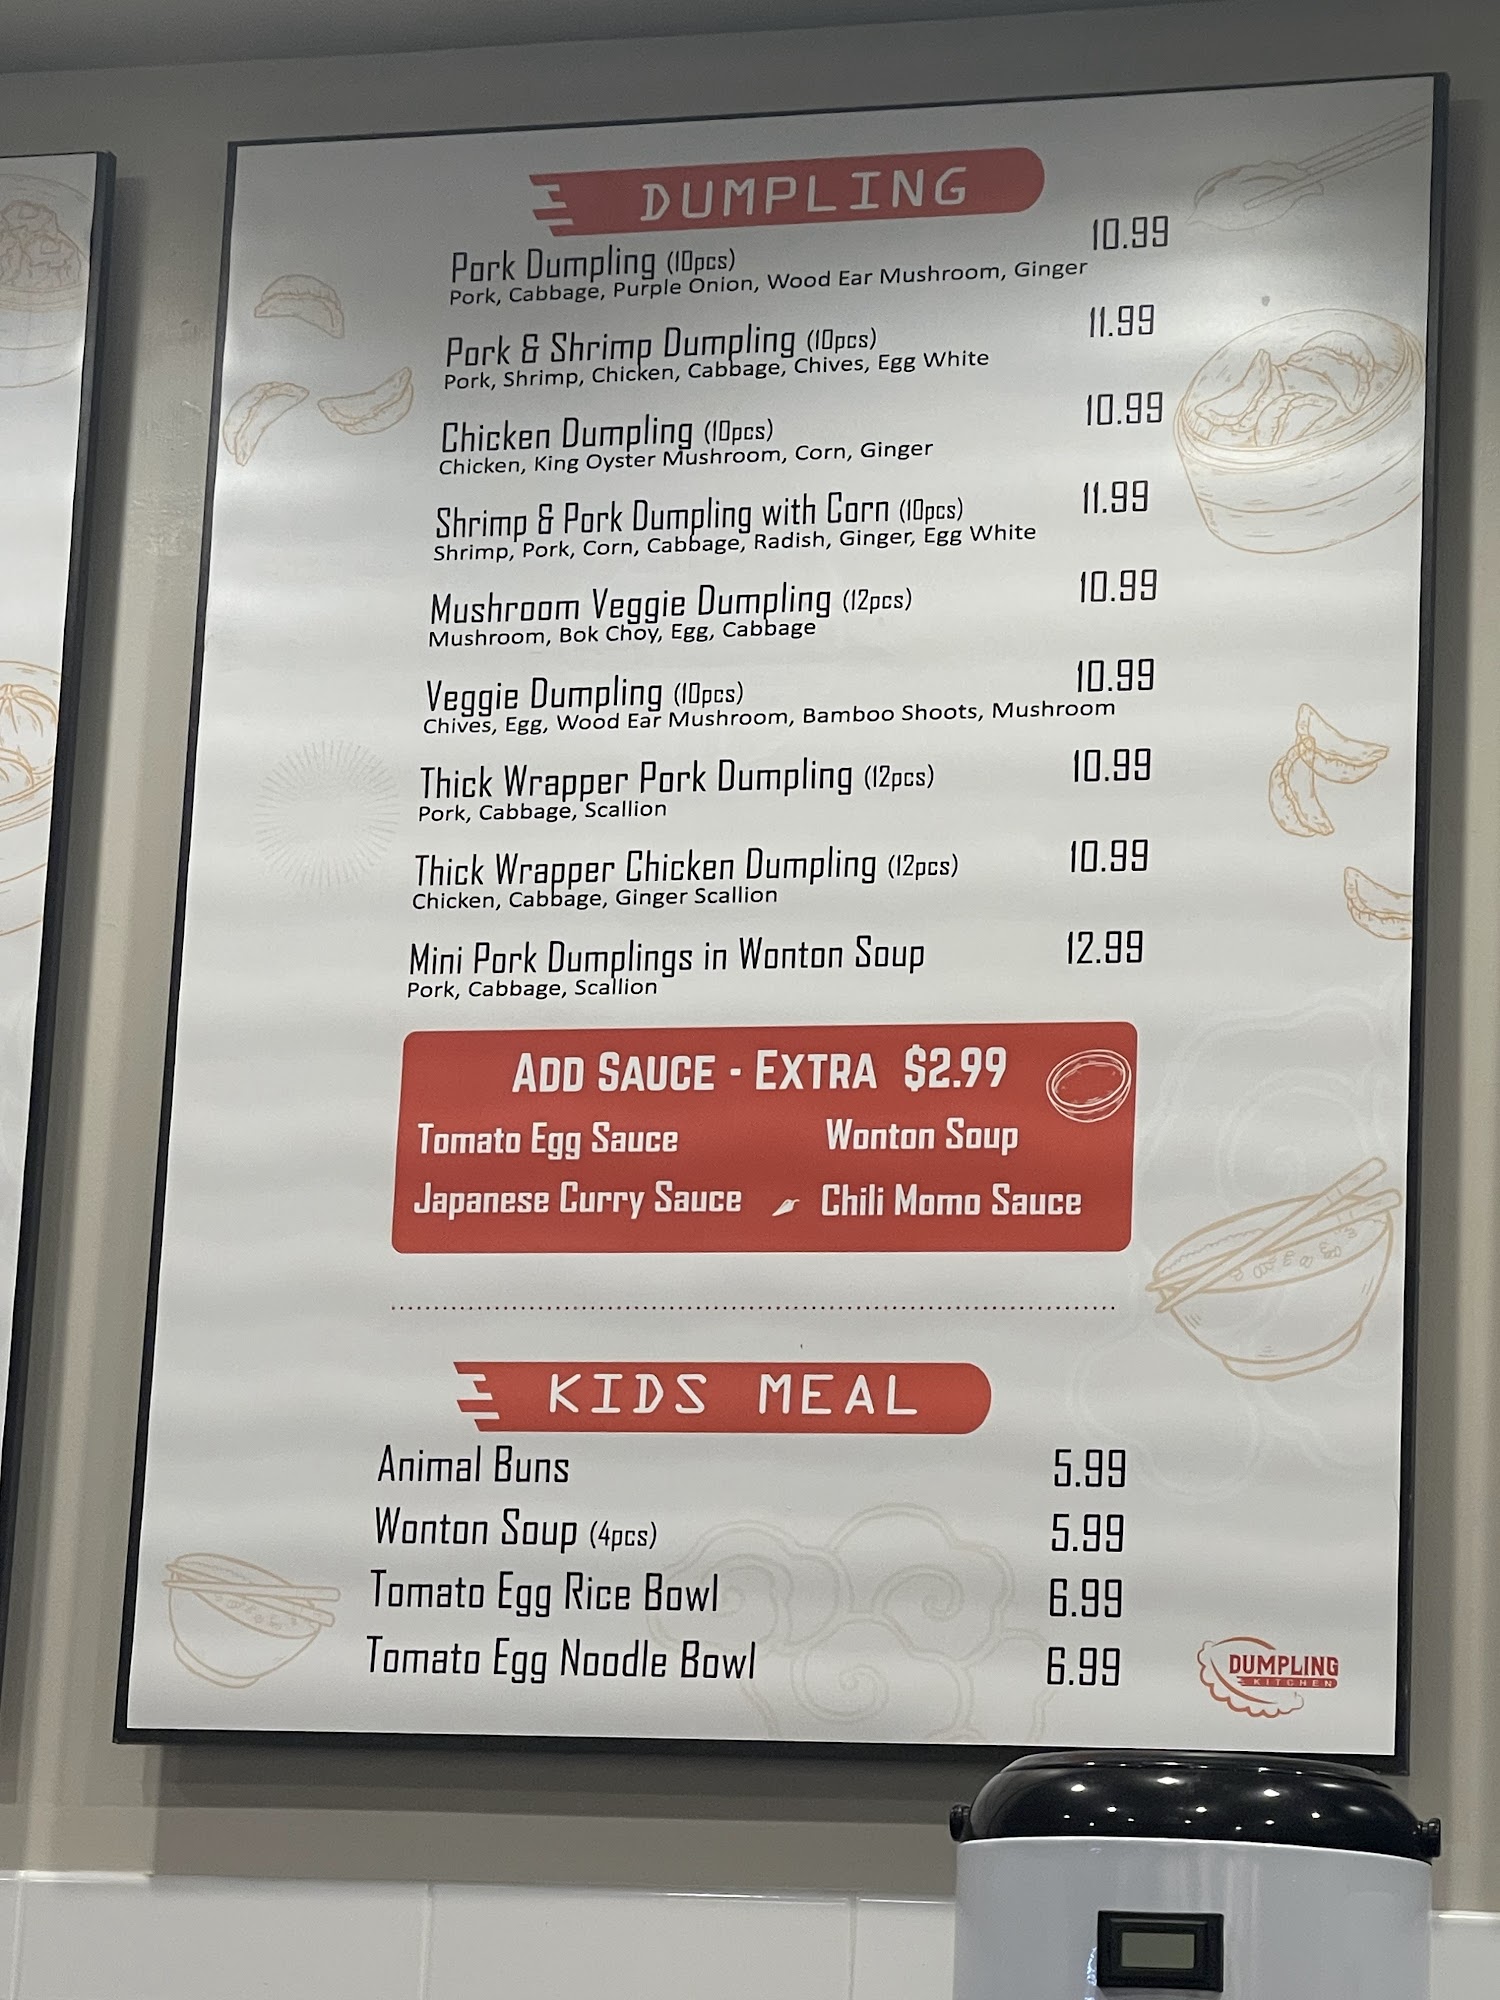 DUMPLING
Pork Dumpling (10pcs) 10.99
Pork, Cabbage, Purple Onion, Wood Ear Mushroom, Ginger
Pork & Shrimp Dumpling (10pcs) 11.99
Pork, Shrimp, Chicken, Cabbage, Chives, Egg White
Chicken Dumpling (10pcs) 10.99
Chicken, King Oyster Mushroom, Corn, Ginger
Shrimp & Pork Dumpling with Corn (10pcs) 11.99
Shrimp, Pork, Corn, Cabbage, Radish, Ginger, Egg White
Mushroom Veggie Dumpling (12pcs) 10.99
Mushroom, Bok Choy, Egg, Cabbage
Veggie Dumpling (10pcs) 10.99
Chives, Egg, Wood Ear Mushroom, Bamboo Shoots, Mushroom
Thick Wrapper Pork Dumpling (12pcs) 10.99
Pork, Cabbage, Scallion
Thick Wrapper Chicken Dumpling (12pcs) 10.99
Chicken, Cabbage, Ginger Scallion
Mini Pork Dumplings in Wonton Soup 12.99
Pork, Cabbage, Scallion
ADD SAUCE - EXTRA $2.99
Tomato Egg Sauce Wonton Soup
Japanese Curry Sauce Chili Momo Sauce
KIDS MEAL
Animal Buns 5.99
Wonton Soup (4pcs) 5.99
Tomato Egg Rice Bowl 6.99
Tomato Egg Noodle Bowl 6.99
DUMPLING
KITCHEN